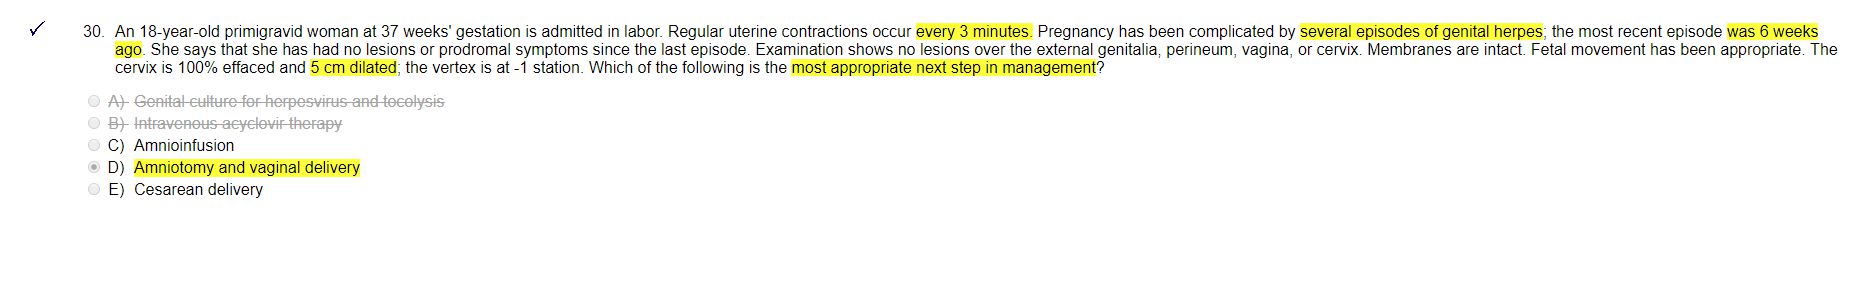 30. An 18-year-old primigravid woman at 37 weeks' gestation is admitted in labor. Regular uterine contractions occur every 3 minutes. Pregnancy has been complicated by several episodes of genital herpes; the most recent episode was 6 weeks
ago. She says that she has had no lesions or prodromal symptoms since the last episode. Examination shows no lesions over the external genitalia, perineum, vagina, or cervix. Membranes are intact. Fetal movement has been appropriate. The
cervix is 100% effaced and 5 cm dilated; the vertex is at -1 station. Which of the following is the most appropriate next step in management?
A) Genital culture for herpesvirus and tocolysis
B) Intravenous acyclovir therapy
C) Amnioinfusion
D) Amniotomy and vaginal delivery
E) Cesarean delivery